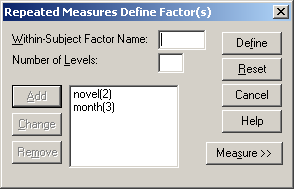 Repeated Measures Define Factor(s)
Within-Subject Factor Name:
Define
Number of Levels:
Reset
Add
novel(2)
month(3)
Cancel
Change
Help
Remove
Measure >>